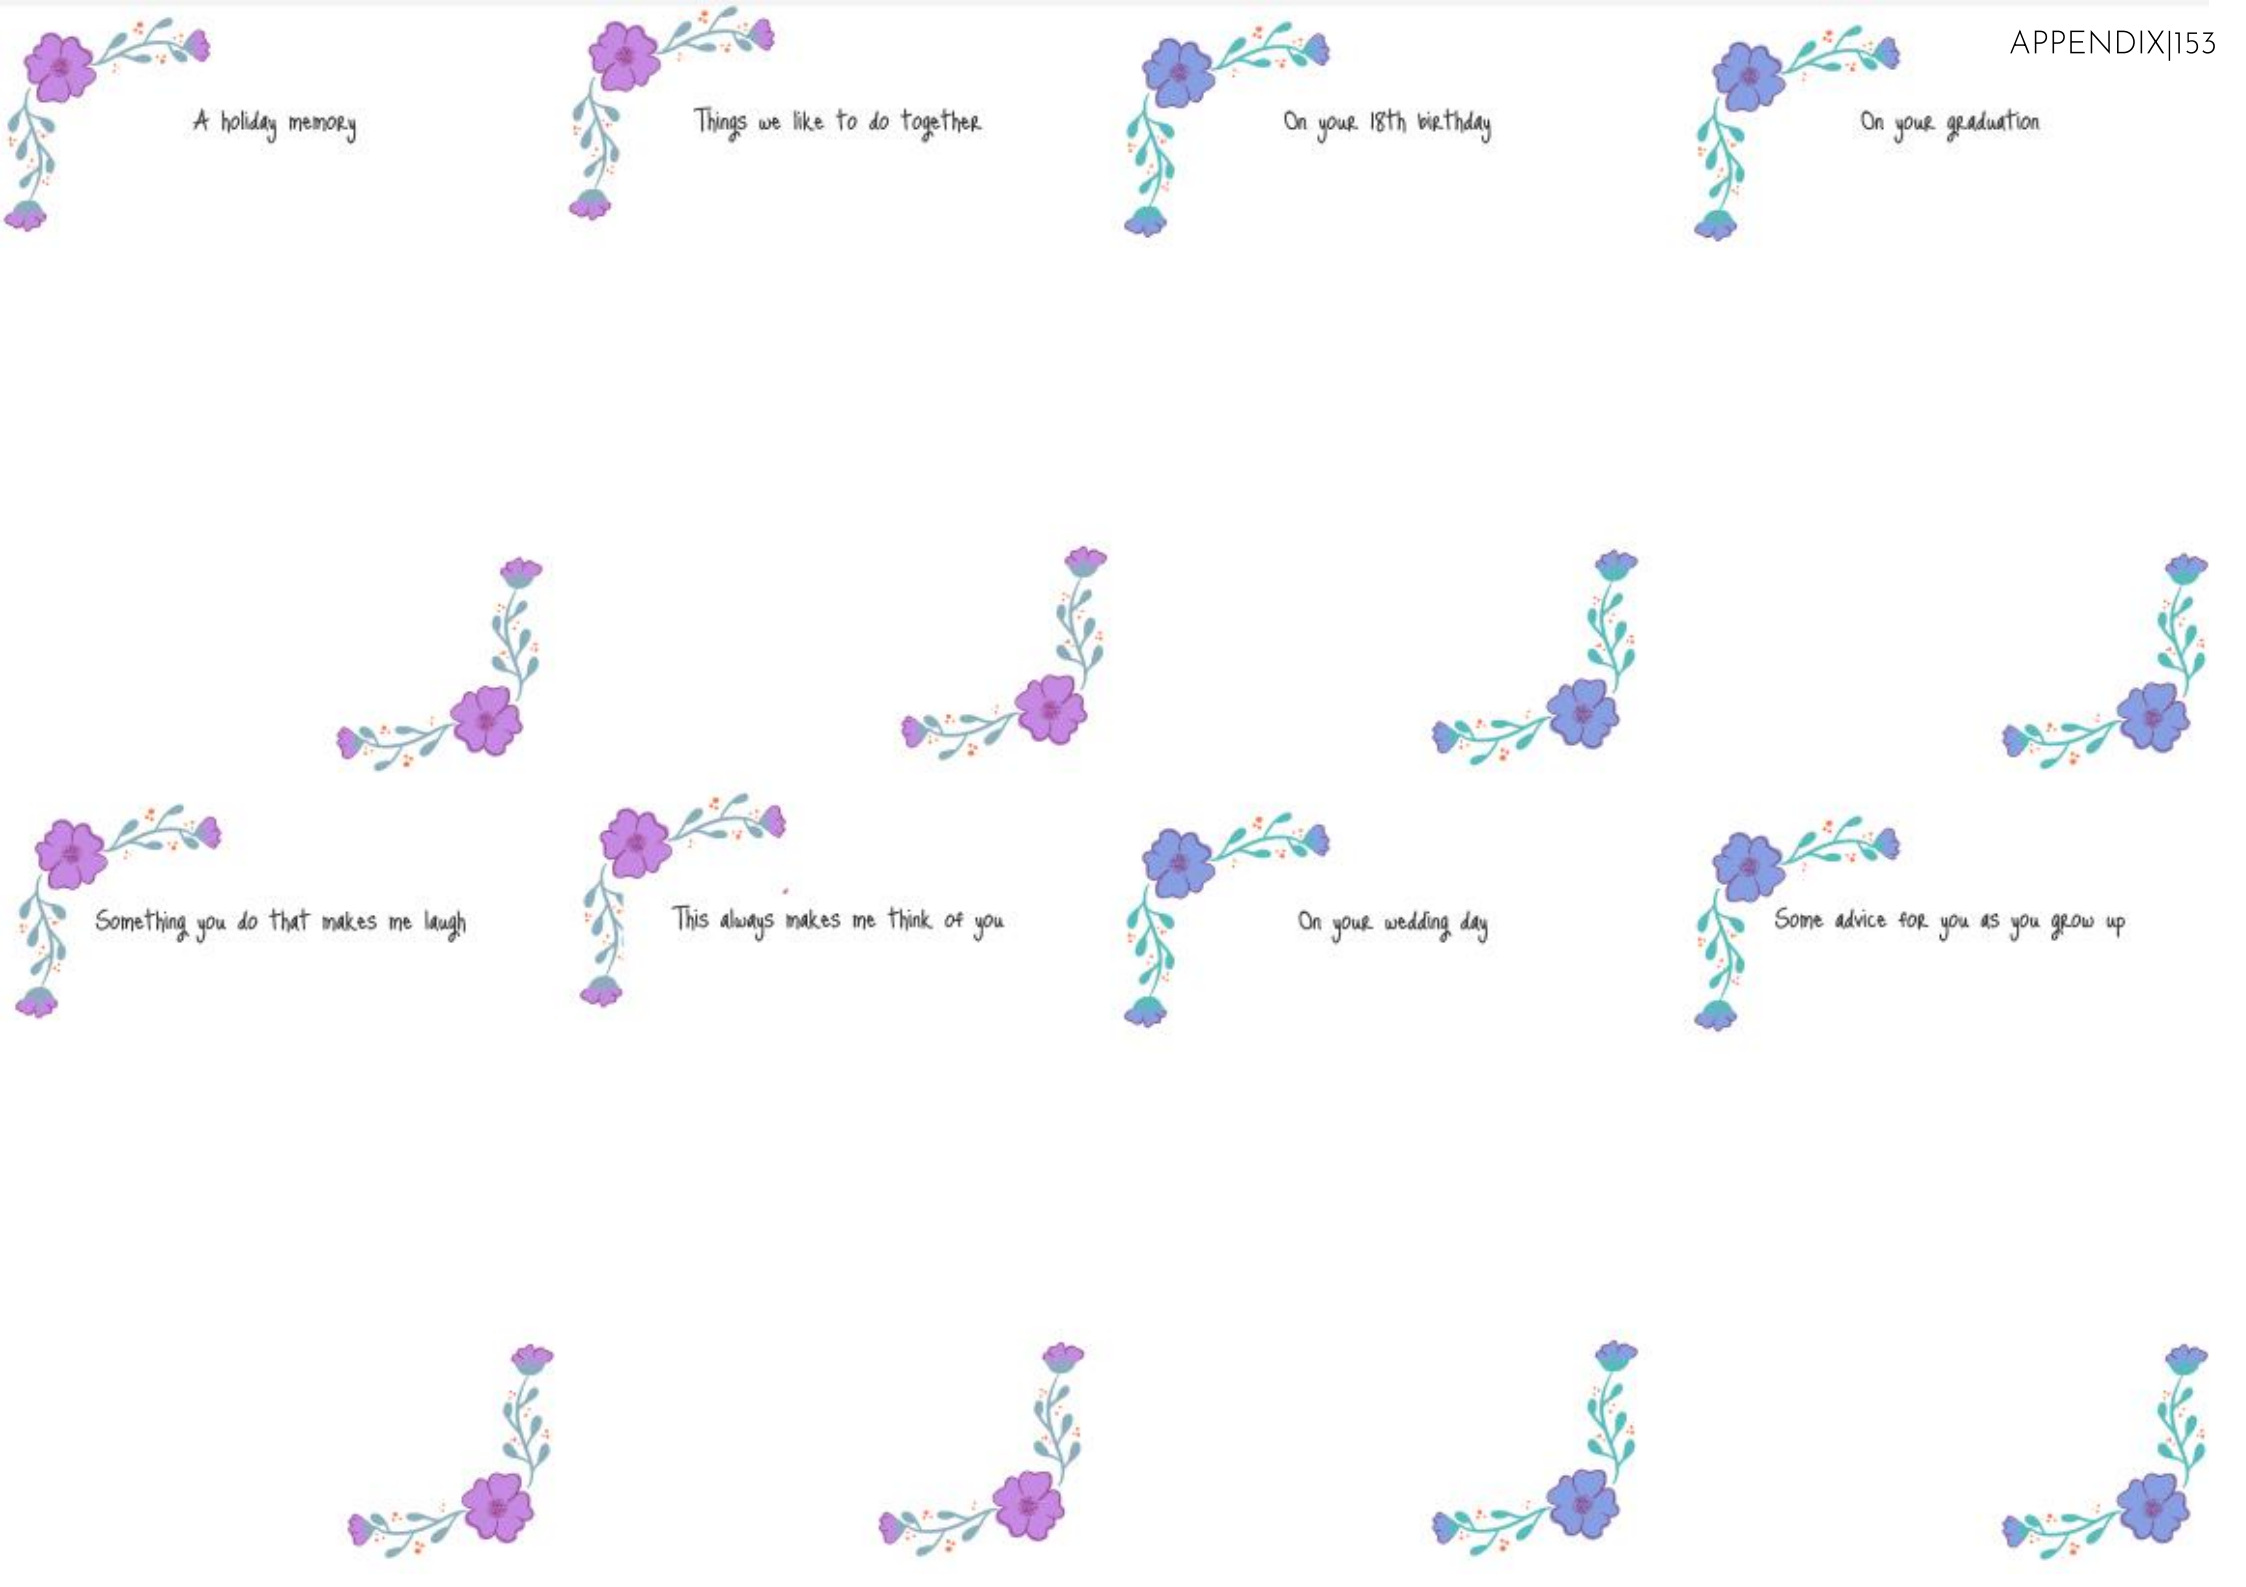 APPENDIX|153
A holiday memory
Things we like to do together
On your 18th birthday
On your graduation
Something you do that makes me laugh
This always makes me think of you
On your wedding day
Some advice for you as you grow up